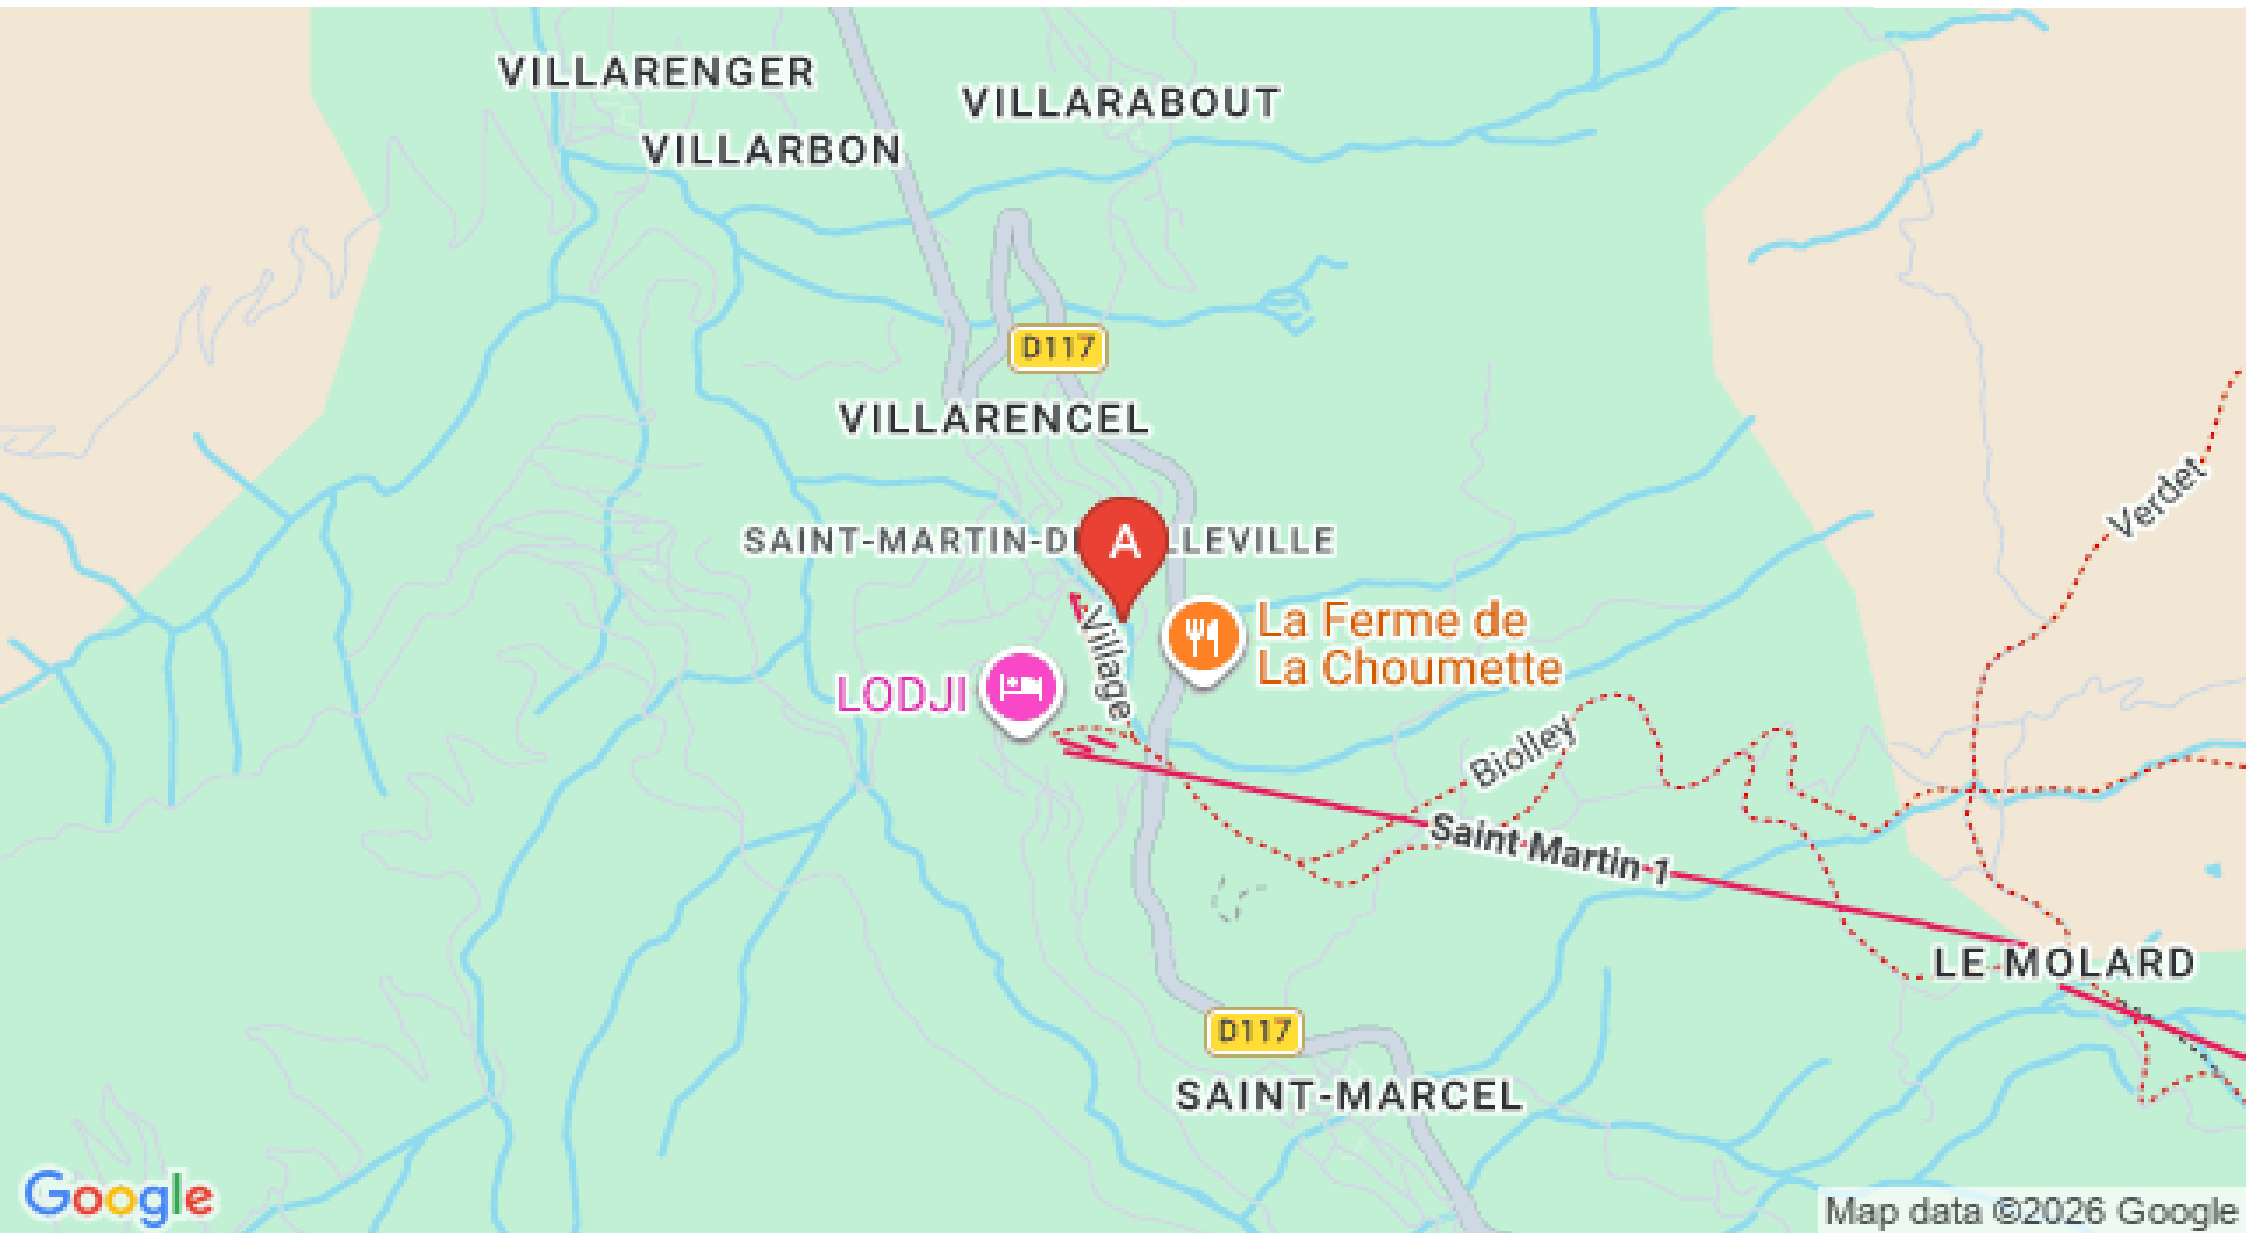 VILLARENGER
VILLARABOUT
VILLARBON
D117
VILLARENCEL
SAINT-MARTIN-D LLEVILLE
A
Verdet
La Ferme de
La Choumette
Village
LODJI
Biolley
Saint-Martin 1
LE MOLARD
D117
SAINT-MARCEL
Google
Map data ©2026 Google